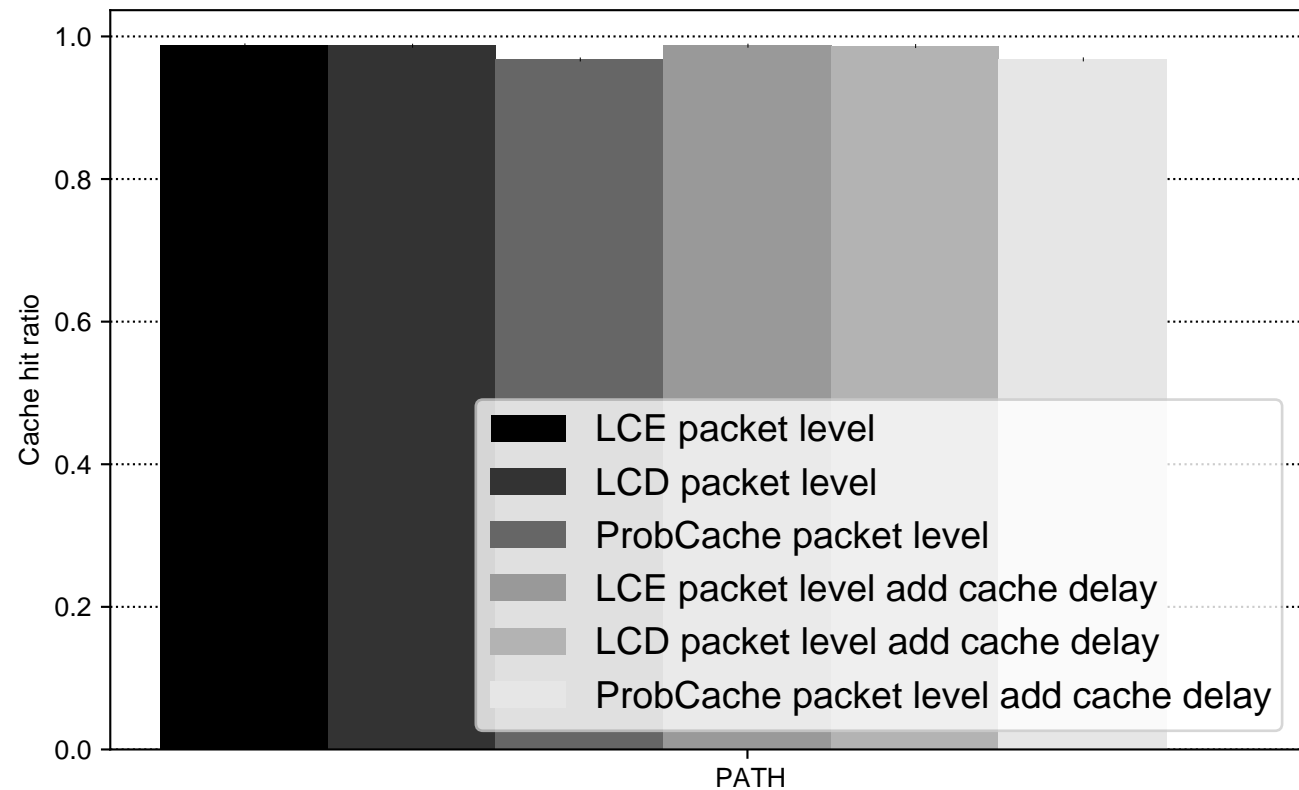 1.0
0.8
0.6
0.4
0.2
0.0
Cache hit ratio
LCE packet level
LCD packet level
ProbCache packet level
LCE packet level add cache delay
LCD packet level add cache delay
ProbCache packet level add cache delay
PATH